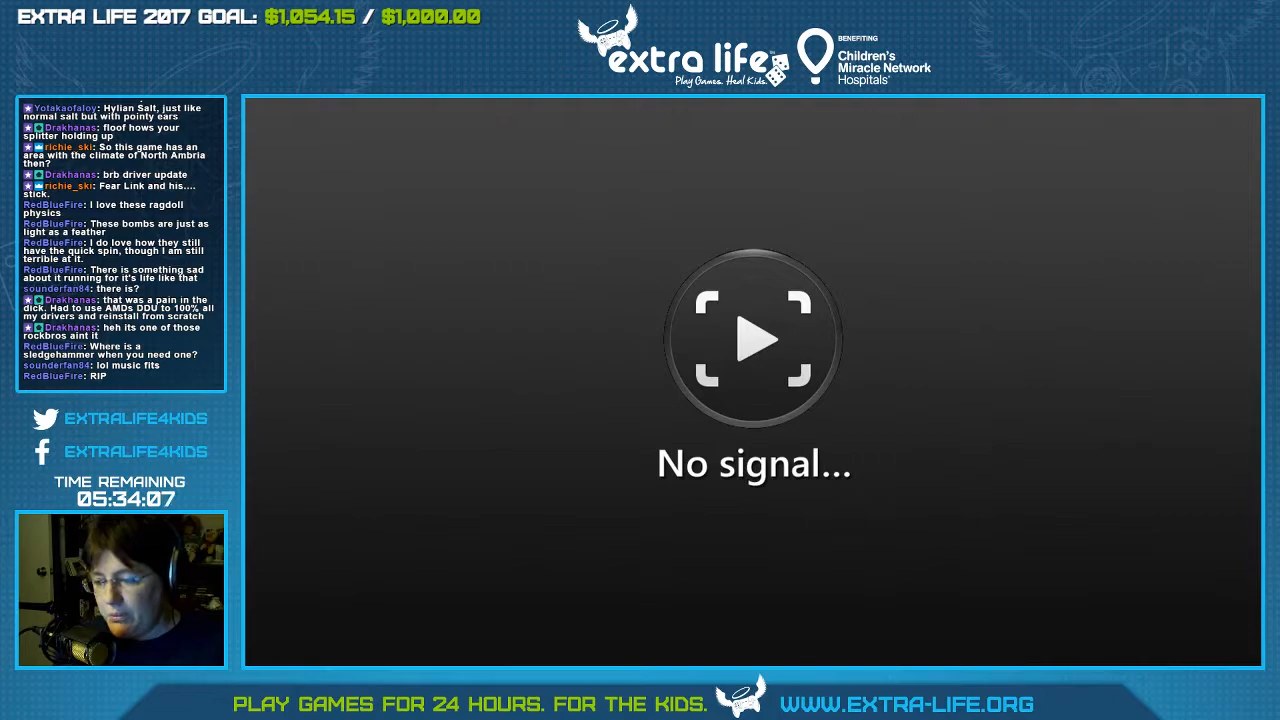 EXTRA LIFE 2017 GOAL: $1,054.15 / $1,000.00
extra life
Play Games. Heal Kids.
BENEFITING
Children's
Miracle Network
Hospitals
Yotakaofaloy: Hylian Salt, just like
normal salt but with pointy ears
Drakhanas: floof hows your
splitter holding up
richie_ski: So this game has an
area with the climate of North Ambria
then?
Drakhanas: brb driver update
richie_ski: Fear Link and his....
stick.
RedBlueFire: I love these ragdoll
physics
RedBlueFire: These bombs are just as
light as a feather
RedBlueFire: I do love how they still
have the quick spin, though I am still
terrible at it.
RedBlueFire: There is something sad
about it running for it's life like that
sounderfan84: there is?
Drakhanas: that was a pain in the
dick. Had to use AMDs DDU to 100% all
my drivers and reinstall from scratch
Drakhanas: heh its one of those
rockbros aint it
RedBlueFire: Where is a
sledgehammer when you need one?
sounderfan84: lol music fits
RedBlueFire: RIP
EXTRALIFE4KIDS
EXTRALIFE4KIDS
TIME REMAINING
05:34:07
No signal...
PLAY GAMES FOR 24 HOURS. FOR THE KIDS.
WWW.EXTRA-LIFE.ORG